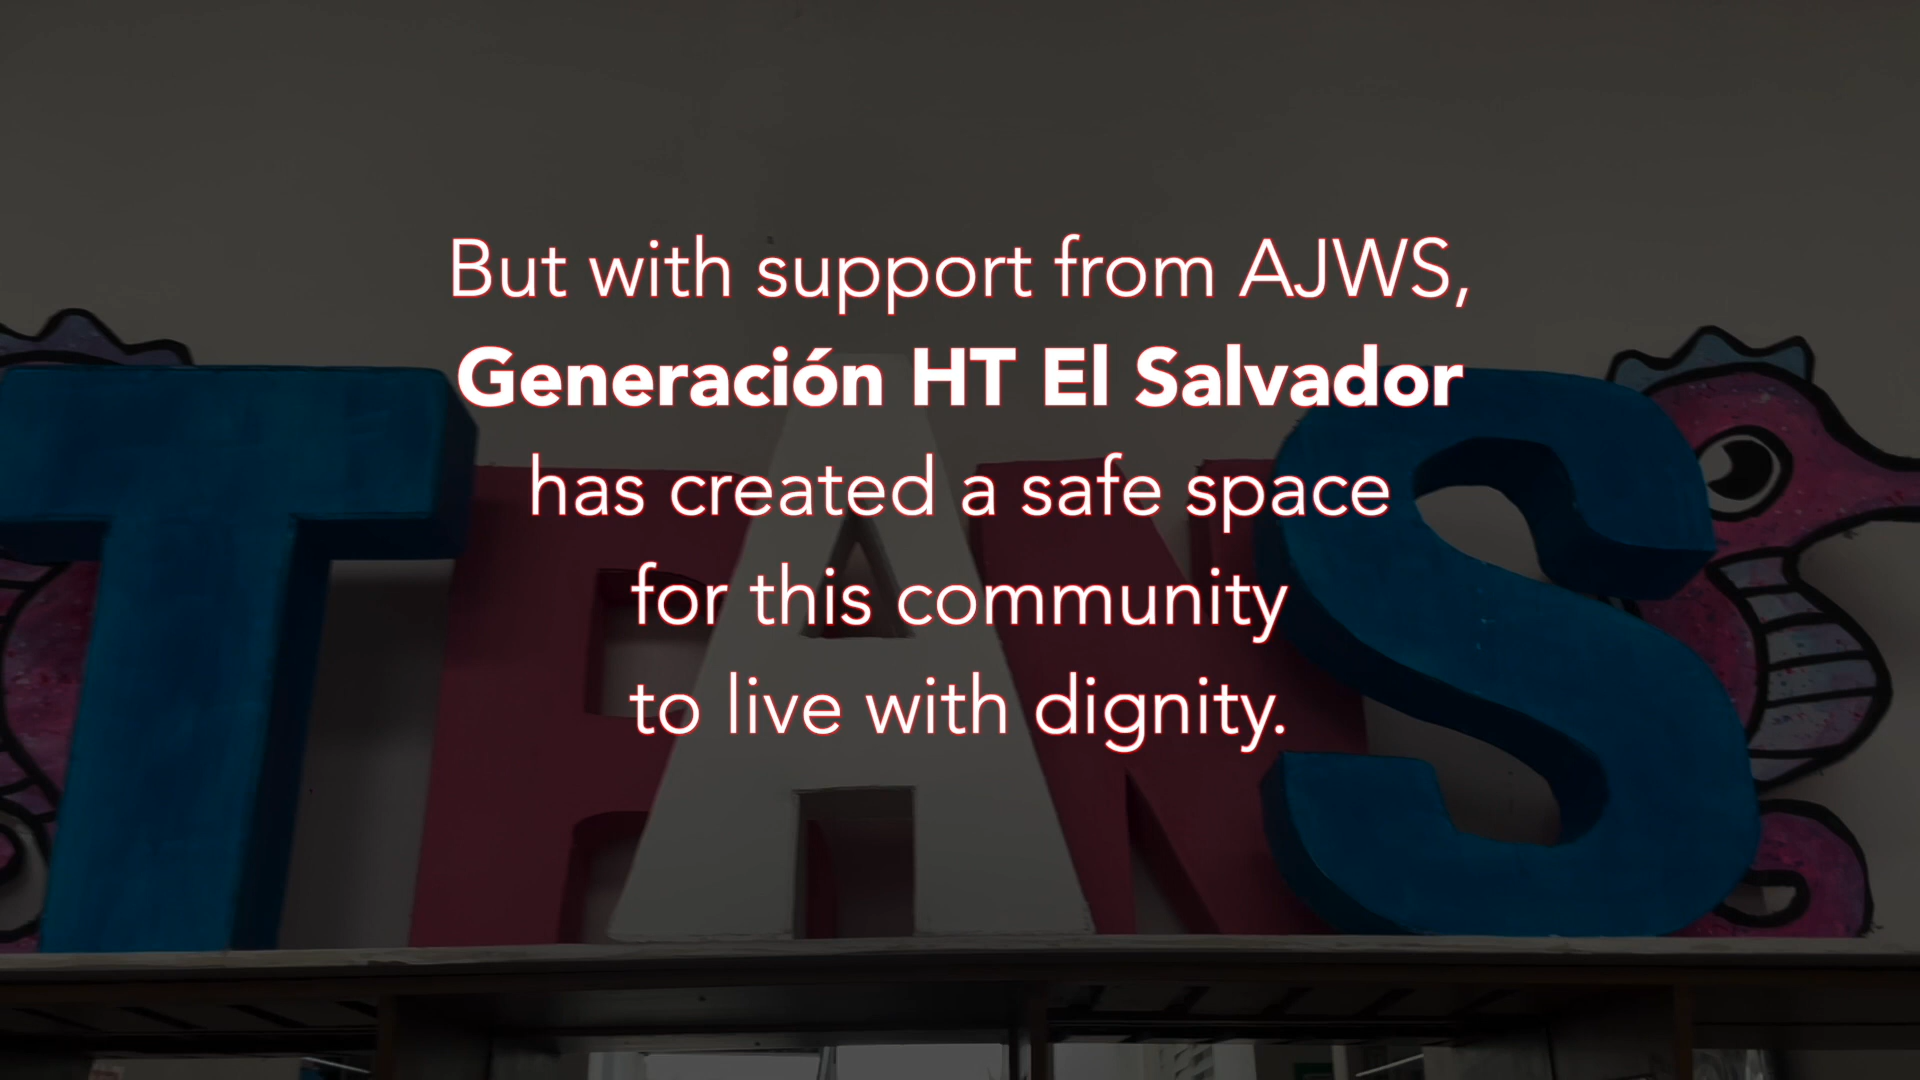 But with support from AJWS,
Generación HT El Salvador
has created a safe space
for this community
to live with dignity.
TRANS